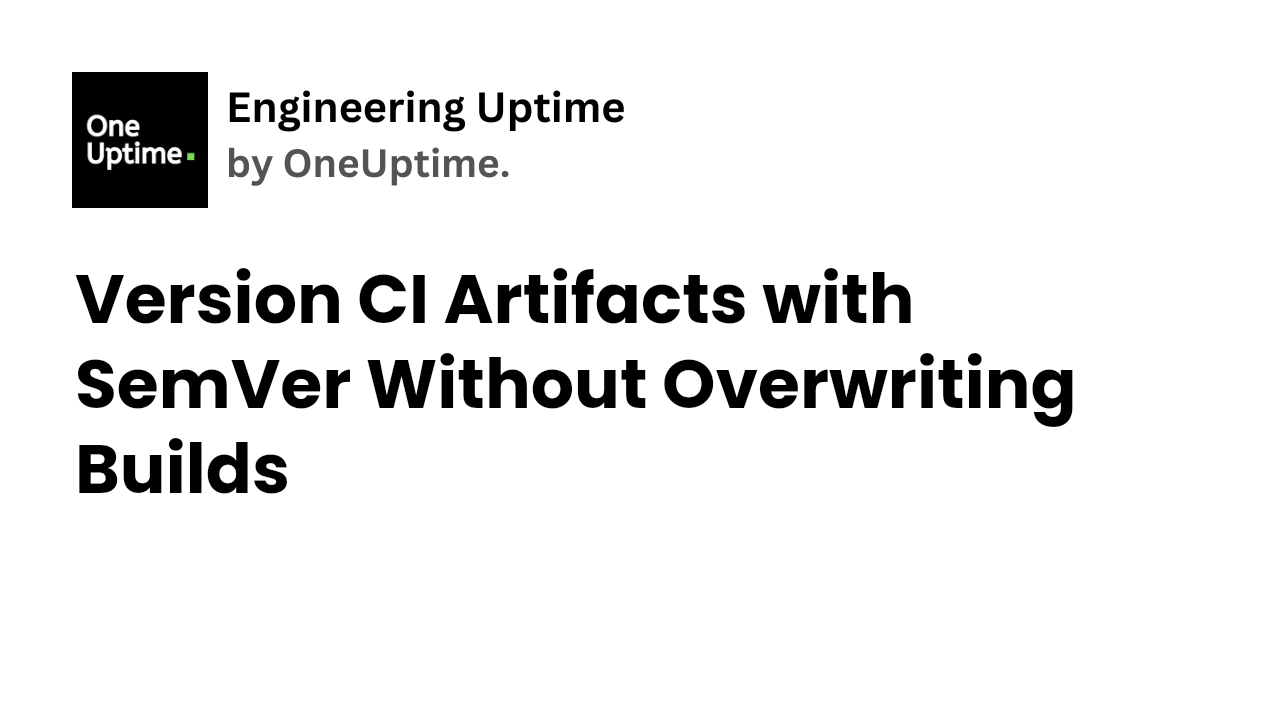 One
Uptime
Engineering Uptime
by OneUptime.
Version CI Artifacts with
SemVer Without Overwriting
Builds